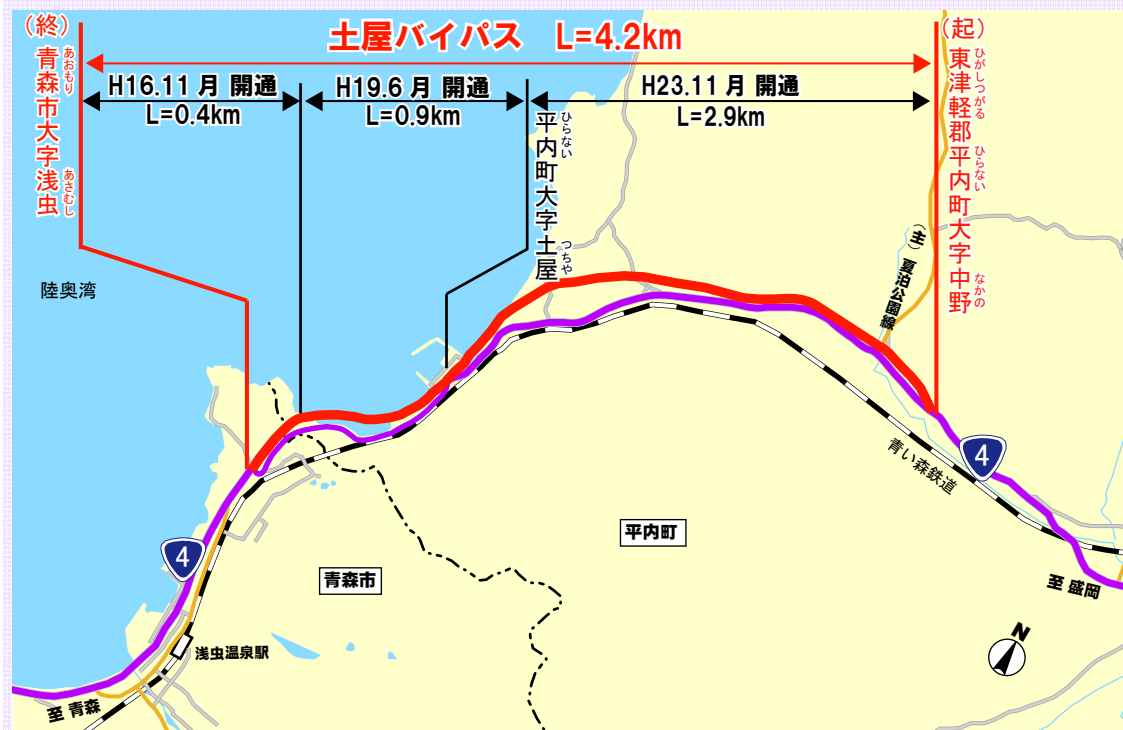 土屋バイパス L=4.2km
(終)
青森市大字浅虫
あおもり
あさむし
(起)
東津軽郡平内町大字中野
ひがしつがる
ひらない
なかの
H16.11月 開通
L=0.4km
H19.6月 開通
L=0.9km
H23.11月 開通
L=2.9km
平内町大字土屋
ひらない
つちや
陸奥湾
(主)夏泊公園線
青い森鉄道
4
平内町
4
青森市
至 盛岡
浅虫温泉駅
至 青森
N